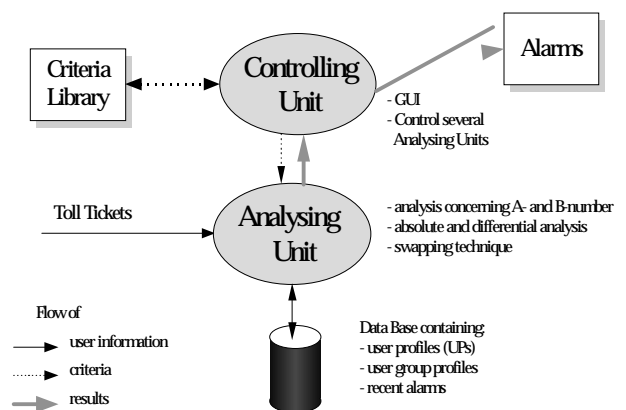 Criteria
Library
Controlling
Unit
Alarms
- GUI
- Control several
Analysing Units
Toll Tickets
Analysing
Unit
- analysis concerning A- and B-number
- absolute and differential analysis
- swapping technique
Flow of
user information
criteria
results
Data Base containing:
- user profiles (UPs)
- user group profiles
- recent alarms